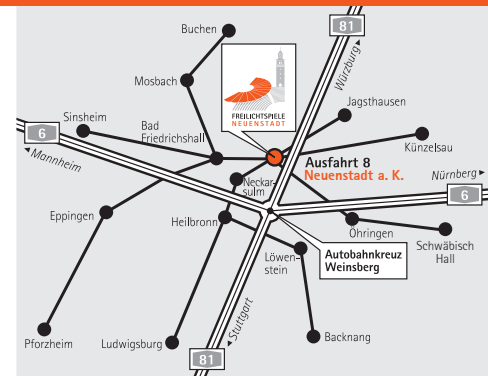 Buchen
81
Würzburg
Mosbach
FREILICHTSPIELE
NEUENSTADT
Jagsthausen
Sinsheim
6
Bad
Friedrichshall
Künzelsau
Mannheim
Ausfahrt 8
Neuenstadt a. K.
Nürnberg
6
Neckar-
sulm
Eppingen
Heilbronn
Öhringen
Schwäbisch
Hall
Löwen-
stein
Autobahnkreuz
Weinsberg
Stuttgart
Pforzheim
Ludwigsburg
Backnang
81